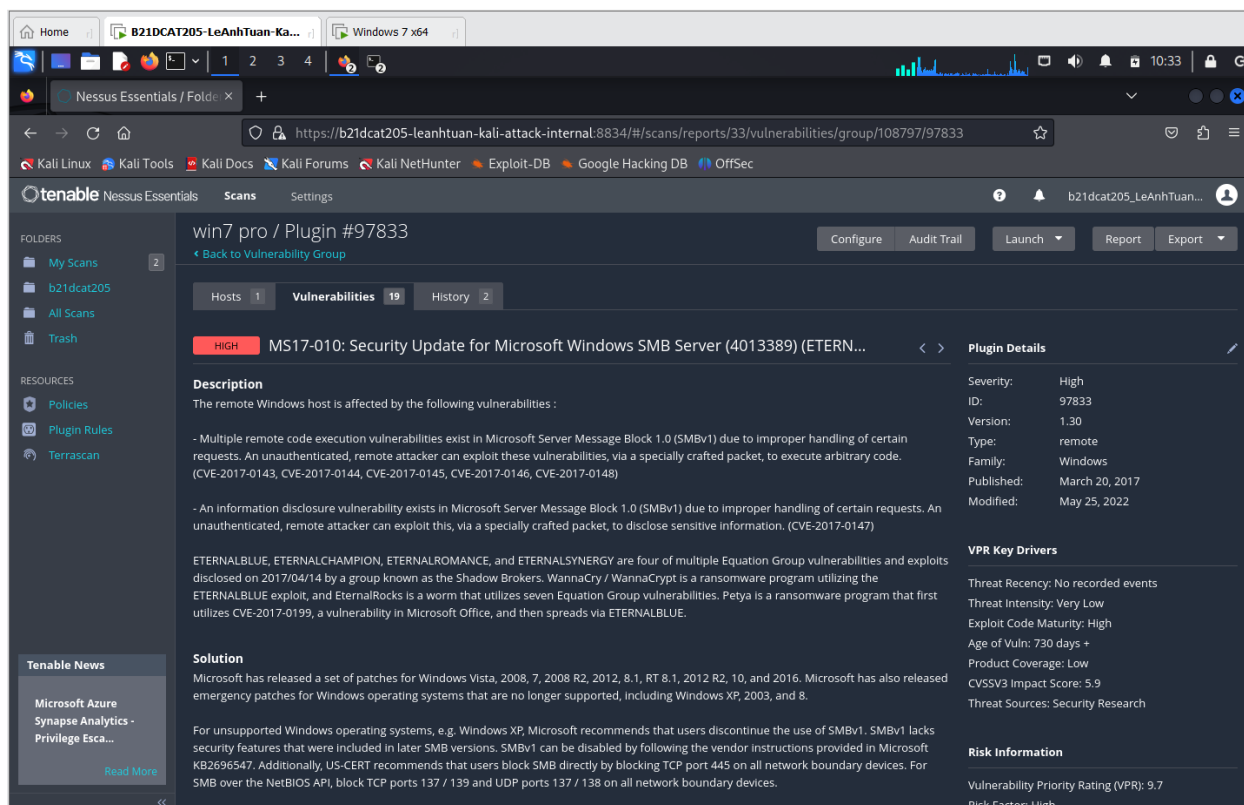 Home
B21DCAT205-LeAnhTuan-Ka...
Windows 7 x64
1 2 3 4
2
10:33
Nessus Essentials / Folde
https://b21dcat205-leanhtuan-kali-attack-internal:8834/#/scans/reports/33/vulnerabilities/group/108797/97833
Kali Linux Kali Tools Kali Docs Kali Forums Kali NetHunter Exploit-DB Google Hacking DB OffSec
tenable Nessus Essentials Scans Settings
b21dcat205_LeAnhTuan...
FOLDERS
My Scans 2
b21dcat205
All Scans
Trash
RESOURCES
Policies
Plugin Rules
Terrascan
Tenable News
Microsoft Azure
Synapse Analytics -
Privilege Esca...
Read More
win7 pro / Plugin #97833
Back to Vulnerability Group
Configure Audit Trail Launch Report Export
Hosts 1 Vulnerabilities 19 History 2
HIGH MS17-010: Security Update for Microsoft Windows SMB Server (4013389) (ETERN...
Description
The remote Windows host is affected by the following vulnerabilities :
- Multiple remote code execution vulnerabilities exist in Microsoft Server Message Block 1.0 (SMBv1) due to improper handling of certain
requests. An unauthenticated, remote attacker can exploit these vulnerabilities, via a specially crafted packet, to execute arbitrary code.
(CVE-2017-0143, CVE-2017-0144, CVE-2017-0145, CVE-2017-0146, CVE-2017-0148)
- An information disclosure vulnerability exists in Microsoft Server Message Block 1.0 (SMBv1) due to improper handling of certain requests. An
unauthenticated, remote attacker can exploit this, via a specially crafted packet, to disclose sensitive information. (CVE-2017-0147)
ETERNALBLUE, ETERNALCHAMPION, ETERNALROMANCE, and ETERNALSYNERGY are four of multiple Equation Group vulnerabilities and exploits
disclosed on 2017/04/14 by a group known as the Shadow Brokers. WannaCry / WannaCrypt is a ransomware program utilizing the
ETERNALBLUE exploit, and EternalRocks is a worm that utilizes seven Equation Group vulnerabilities. Petya is a ransomware program that first
utilizes CVE-2017-0199, a vulnerability in Microsoft Office, and then spreads via ETERNALBLUE.
Solution
Microsoft has released a set of patches for Windows Vista, 2008, 7, 2008 R2, 2012, 8.1, RT 8.1, 2012 R2, 10, and 2016. Microsoft has also released
emergency patches for Windows operating systems that are no longer supported, including Windows XP, 2003, and 8.
For unsupported Windows operating systems, e.g. Windows XP, Microsoft recommends that users discontinue the use of SMBv1. SMBv1 lacks
security features that were included in later SMB versions. SMBv1 can be disabled by following the vendor instructions provided in Microsoft
KB2696547. Additionally, US-CERT recommends that users block SMB directly by blocking TCP port 445 on all network boundary devices. For
SMB over the NetBIOS API, block TCP ports 137 / 139 and UDP ports 137 / 138 on all network boundary devices.
Plugin Details
Severity: High
ID: 97833
Version: 1.30
Type: remote
Family: Windows
Published: March 20, 2017
Modified: May 25, 2022
VPR Key Drivers
Threat Recency: No recorded events
Threat Intensity: Very Low
Exploit Code Maturity: High
Age of Vuln: 730 days +
Product Coverage: Low
CVSSV3 Impact Score: 5.9
Threat Sources: Security Research
Risk Information
Vulnerability Priority Rating (VPR): 9.7
Risk Factor: High